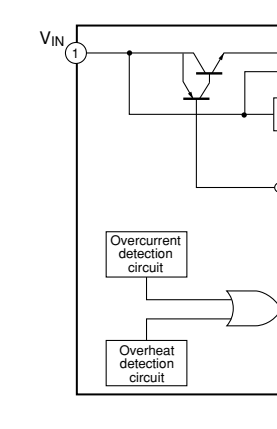 VIN
1
Overcurrent
detection
circuit
Overheat
detection
circuit